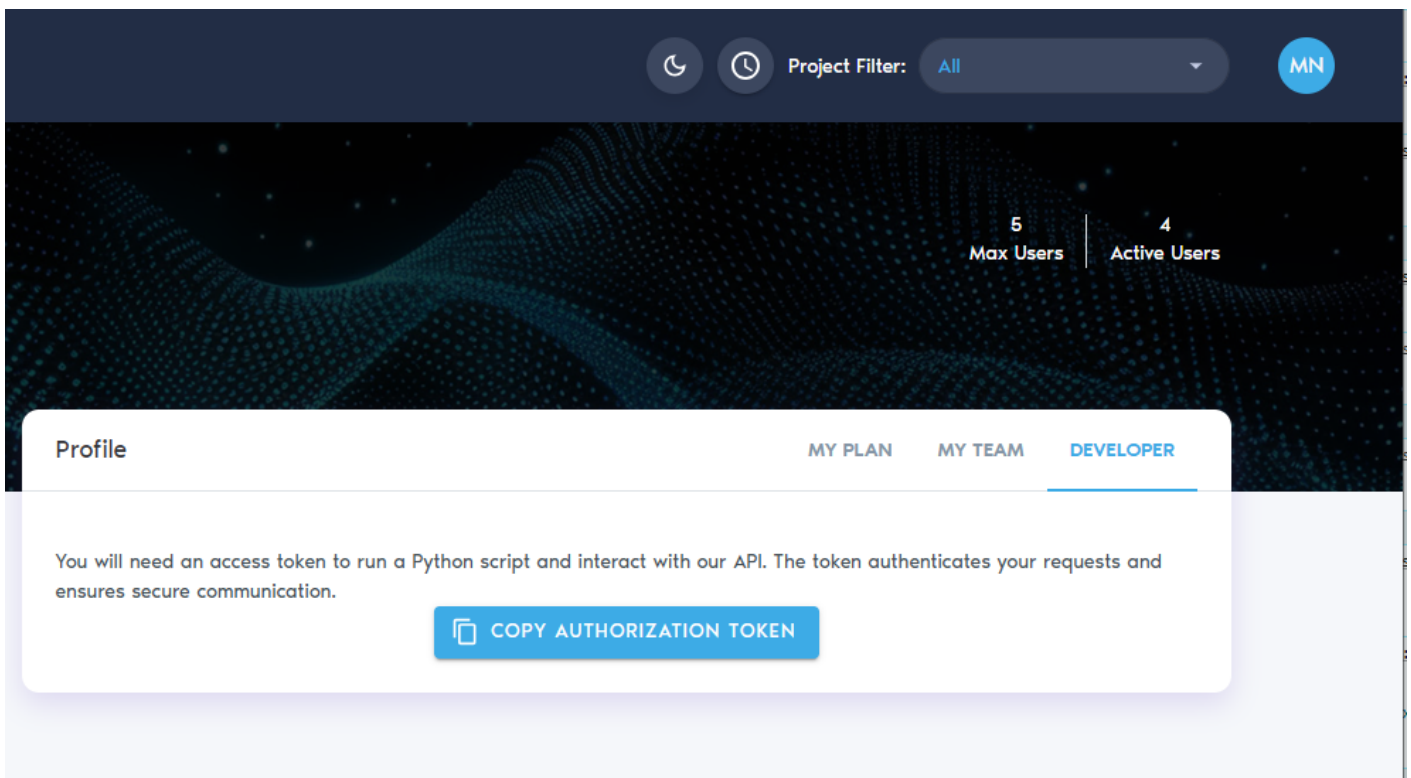 Project Filter:
All
MN
5
Max Users
4
Active Users
Profile
MY PLAN
MY TEAM
DEVELOPER
You will need an access token to run a Python script and interact with our API. The token authenticates your requests and
ensures secure communication.
COPY AUTHORIZATION TOKEN